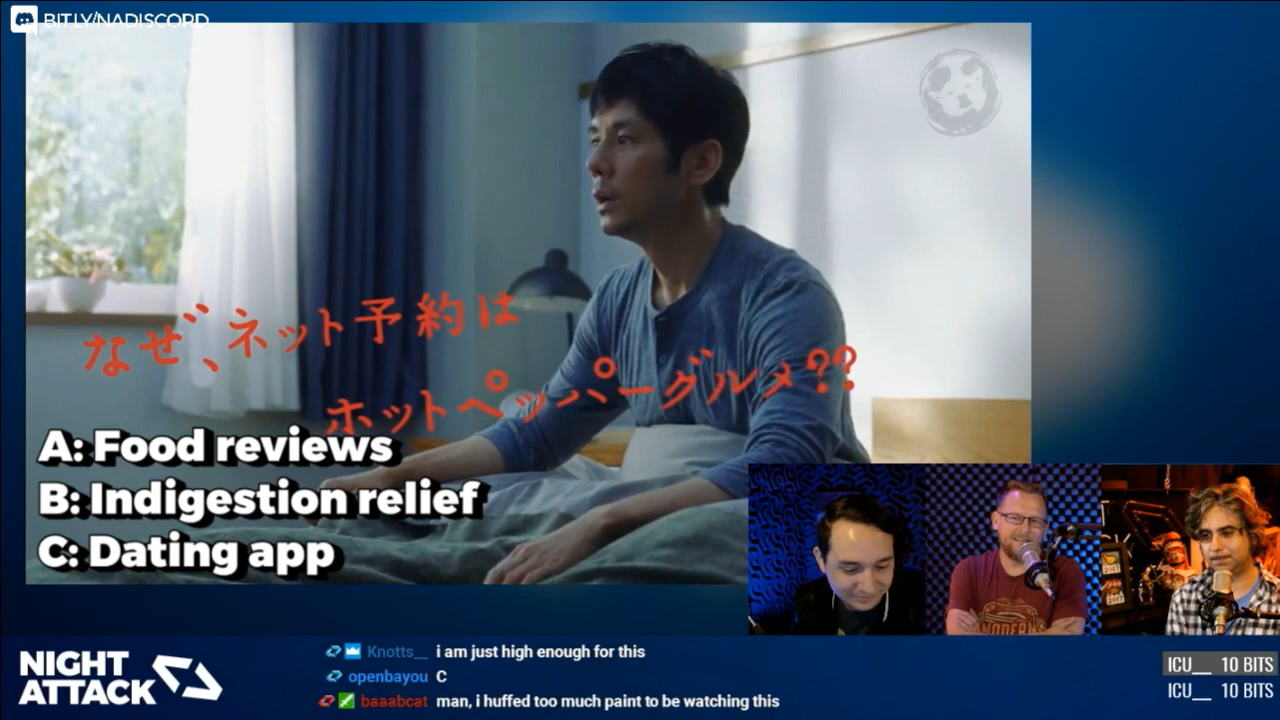 BIT.LY/NADISCORD
なぜ、ネット予約は
ホットペッパーグルメ??
A: Food reviews
B: Indigestion relief
C: Dating app
MODERN
NIGHT
ATTACK
Knotts__ i am just high enough for this
openbayou C
baaabcat man, i huffed too much paint to be watching this
ICU__ 10 BITS
ICU__ 10 BITS